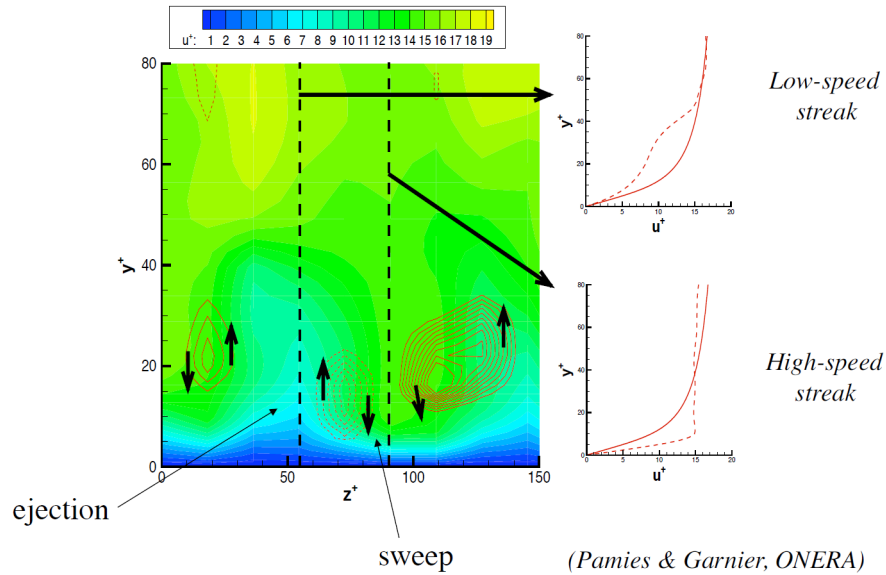 u⁺: 1 2 3 4 5 6 7 8 9 10 11 12 13 14 15 16 17 18 19
80
60
40
20
0
y⁺
0 50 100 150
z⁺
ejection
sweep
80
60
40
20
0
y⁺
0 5 10 15 20
u⁺
Low-speed
streak
80
60
40
20
0
y⁺
0 5 10 15 20
u⁺
High-speed
streak
(Pamies & Garnier, ONERA)